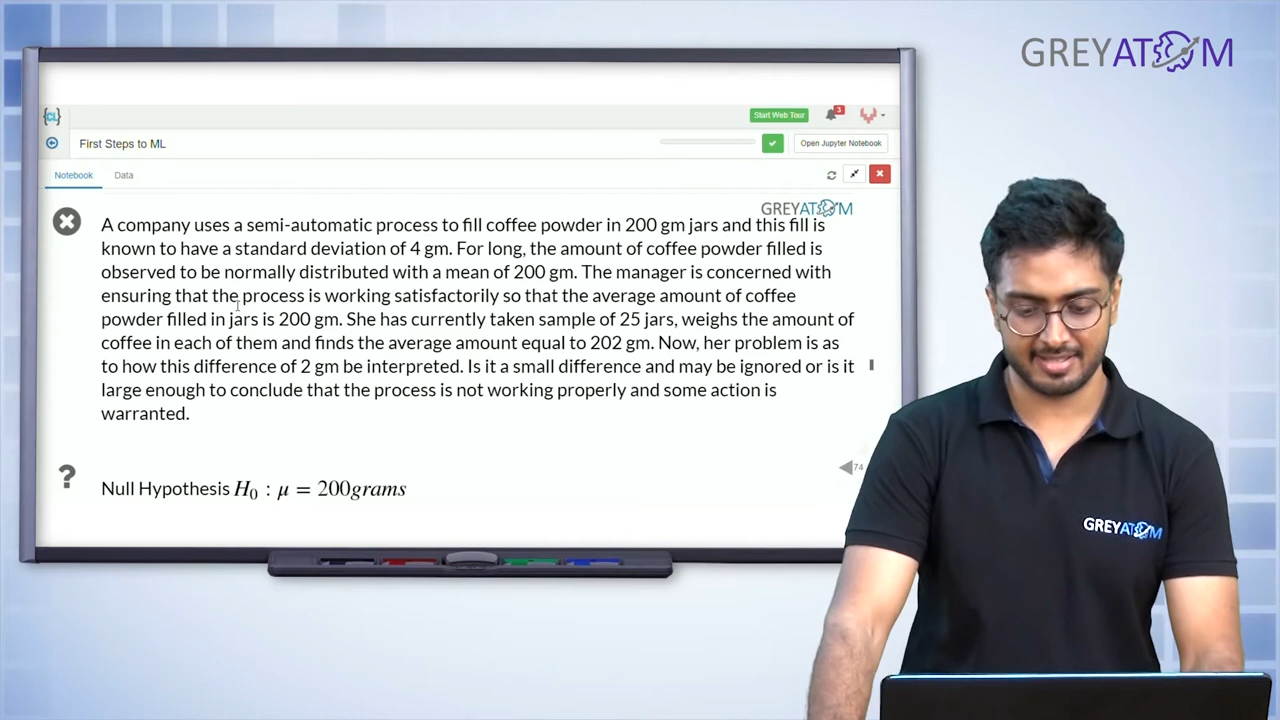 GREYATOM
{CL}
Start Web Tour
3
First Steps to ML
Open Jupyter Notebook
Notebook
Data
GREYATOM
A company uses a semi-automatic process to fill coffee powder in 200 gm jars and this fill is
known to have a standard deviation of 4 gm. For long, the amount of coffee powder filled is
observed to be normally distributed with a mean of 200 gm. The manager is concerned with
ensuring that the process is working satisfactorily so that the average amount of coffee
powder filled in jars is 200 gm. She has currently taken sample of 25 jars, weighs the amount of
coffee in each of them and finds the average amount equal to 202 gm. Now, her problem is as
to how this difference of 2 gm be interpreted. Is it a small difference and may be ignored or is it
large enough to conclude that the process is not working properly and some action is
warranted.
74
?
Null Hypothesis H₀ : μ = 200grams
GREYATOM